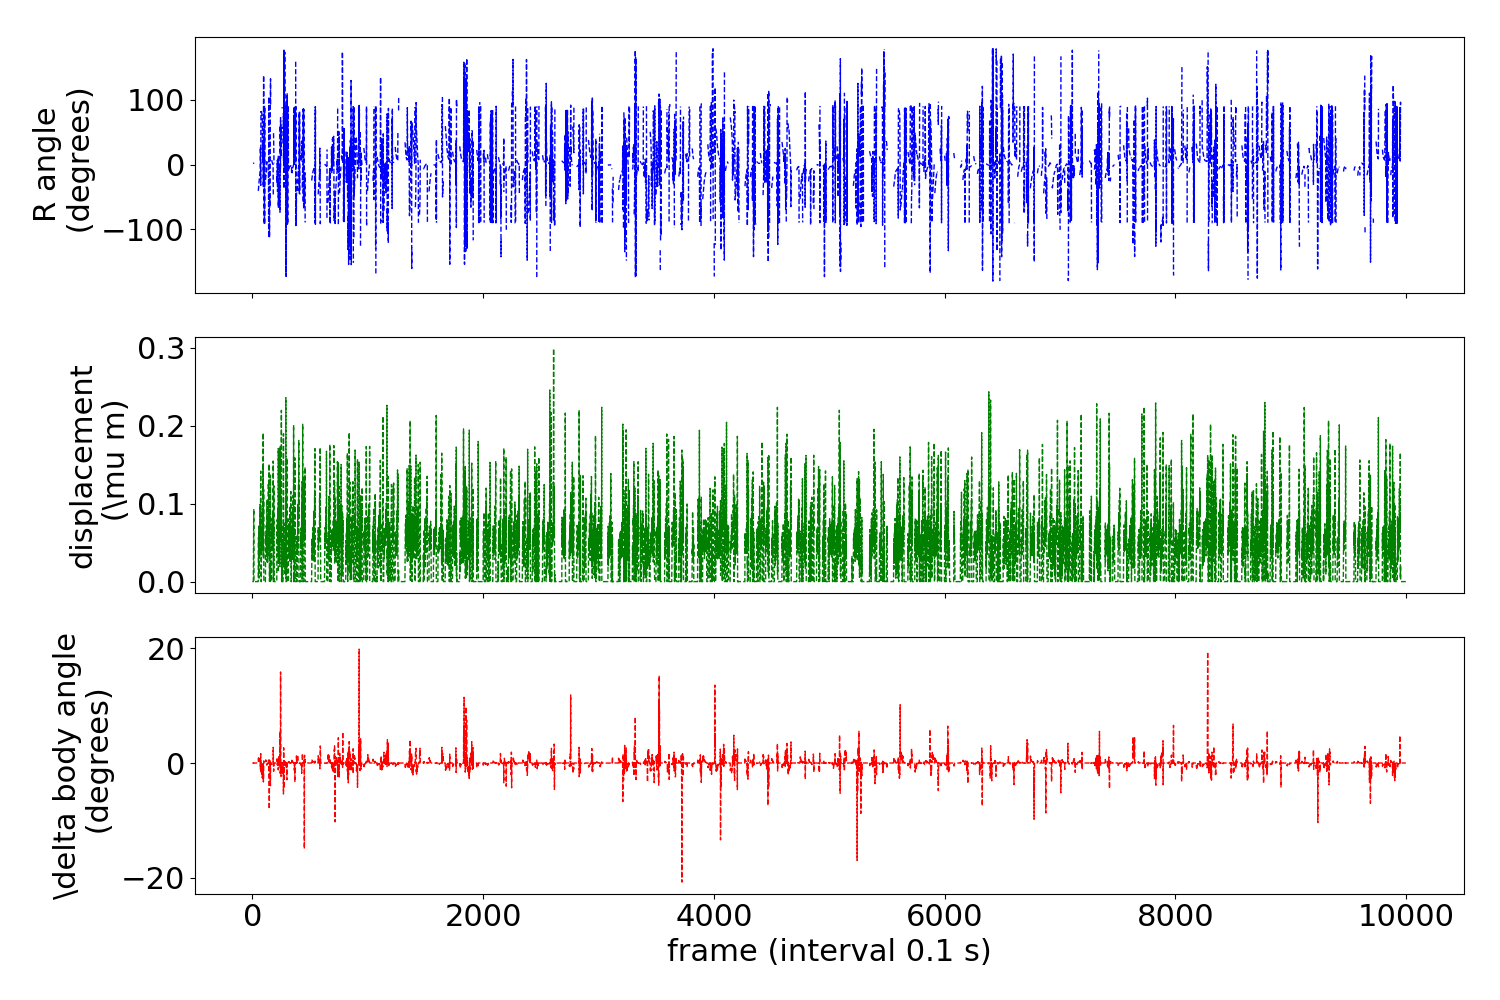 R angle
(degrees)
100
0
−100
displacement
(\mu m)
0.3
0.2
0.1
0.0
\delta body angle
(degrees)
20
0
−20
0 2000 4000 6000 8000 10000
frame (interval 0.1 s)